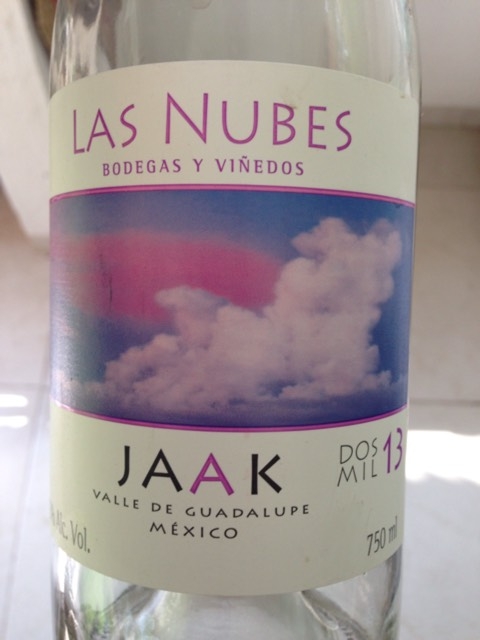 LAS NUBES
BODEGAS Y VIÑEDOS
JAAK
DOS MIL 13
VALLE DE GUADALUPE
MÉXICO
% Alc. Vol.
750 ml